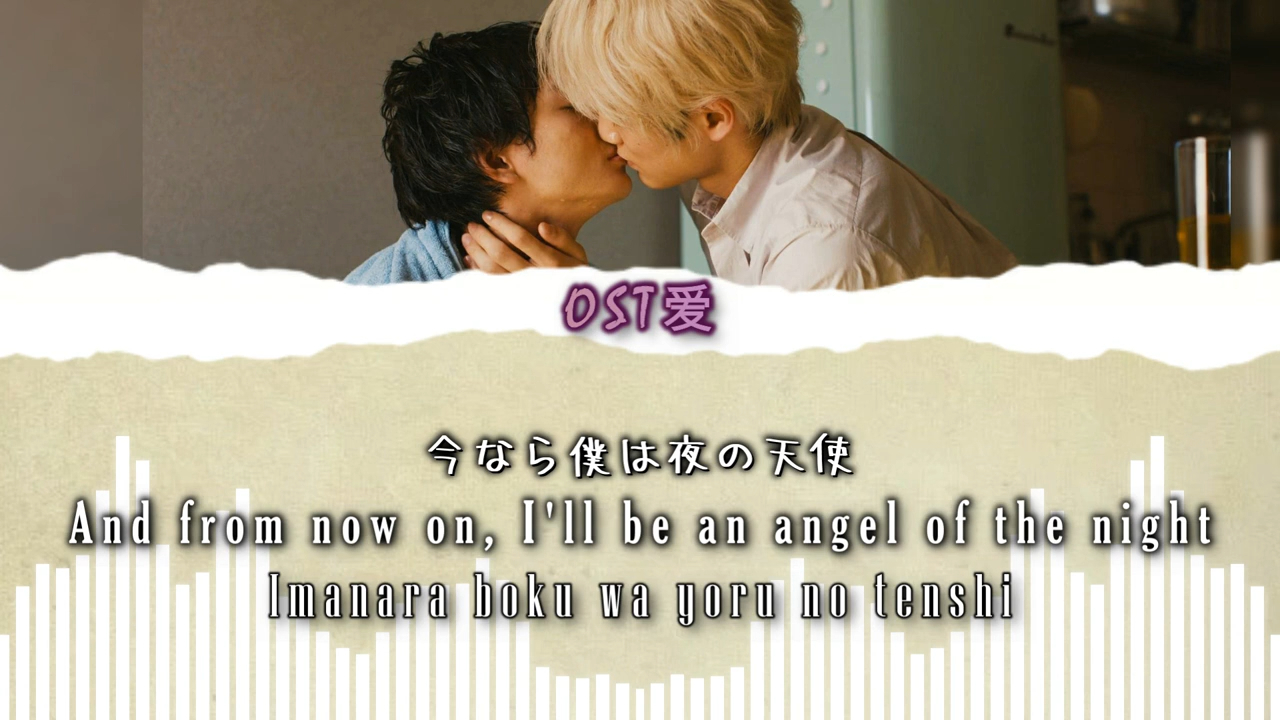 OST爱
今なら僕は夜の天使
And from now on, I'll be an angel of the night
Imanara boku wa yoru no tenshi